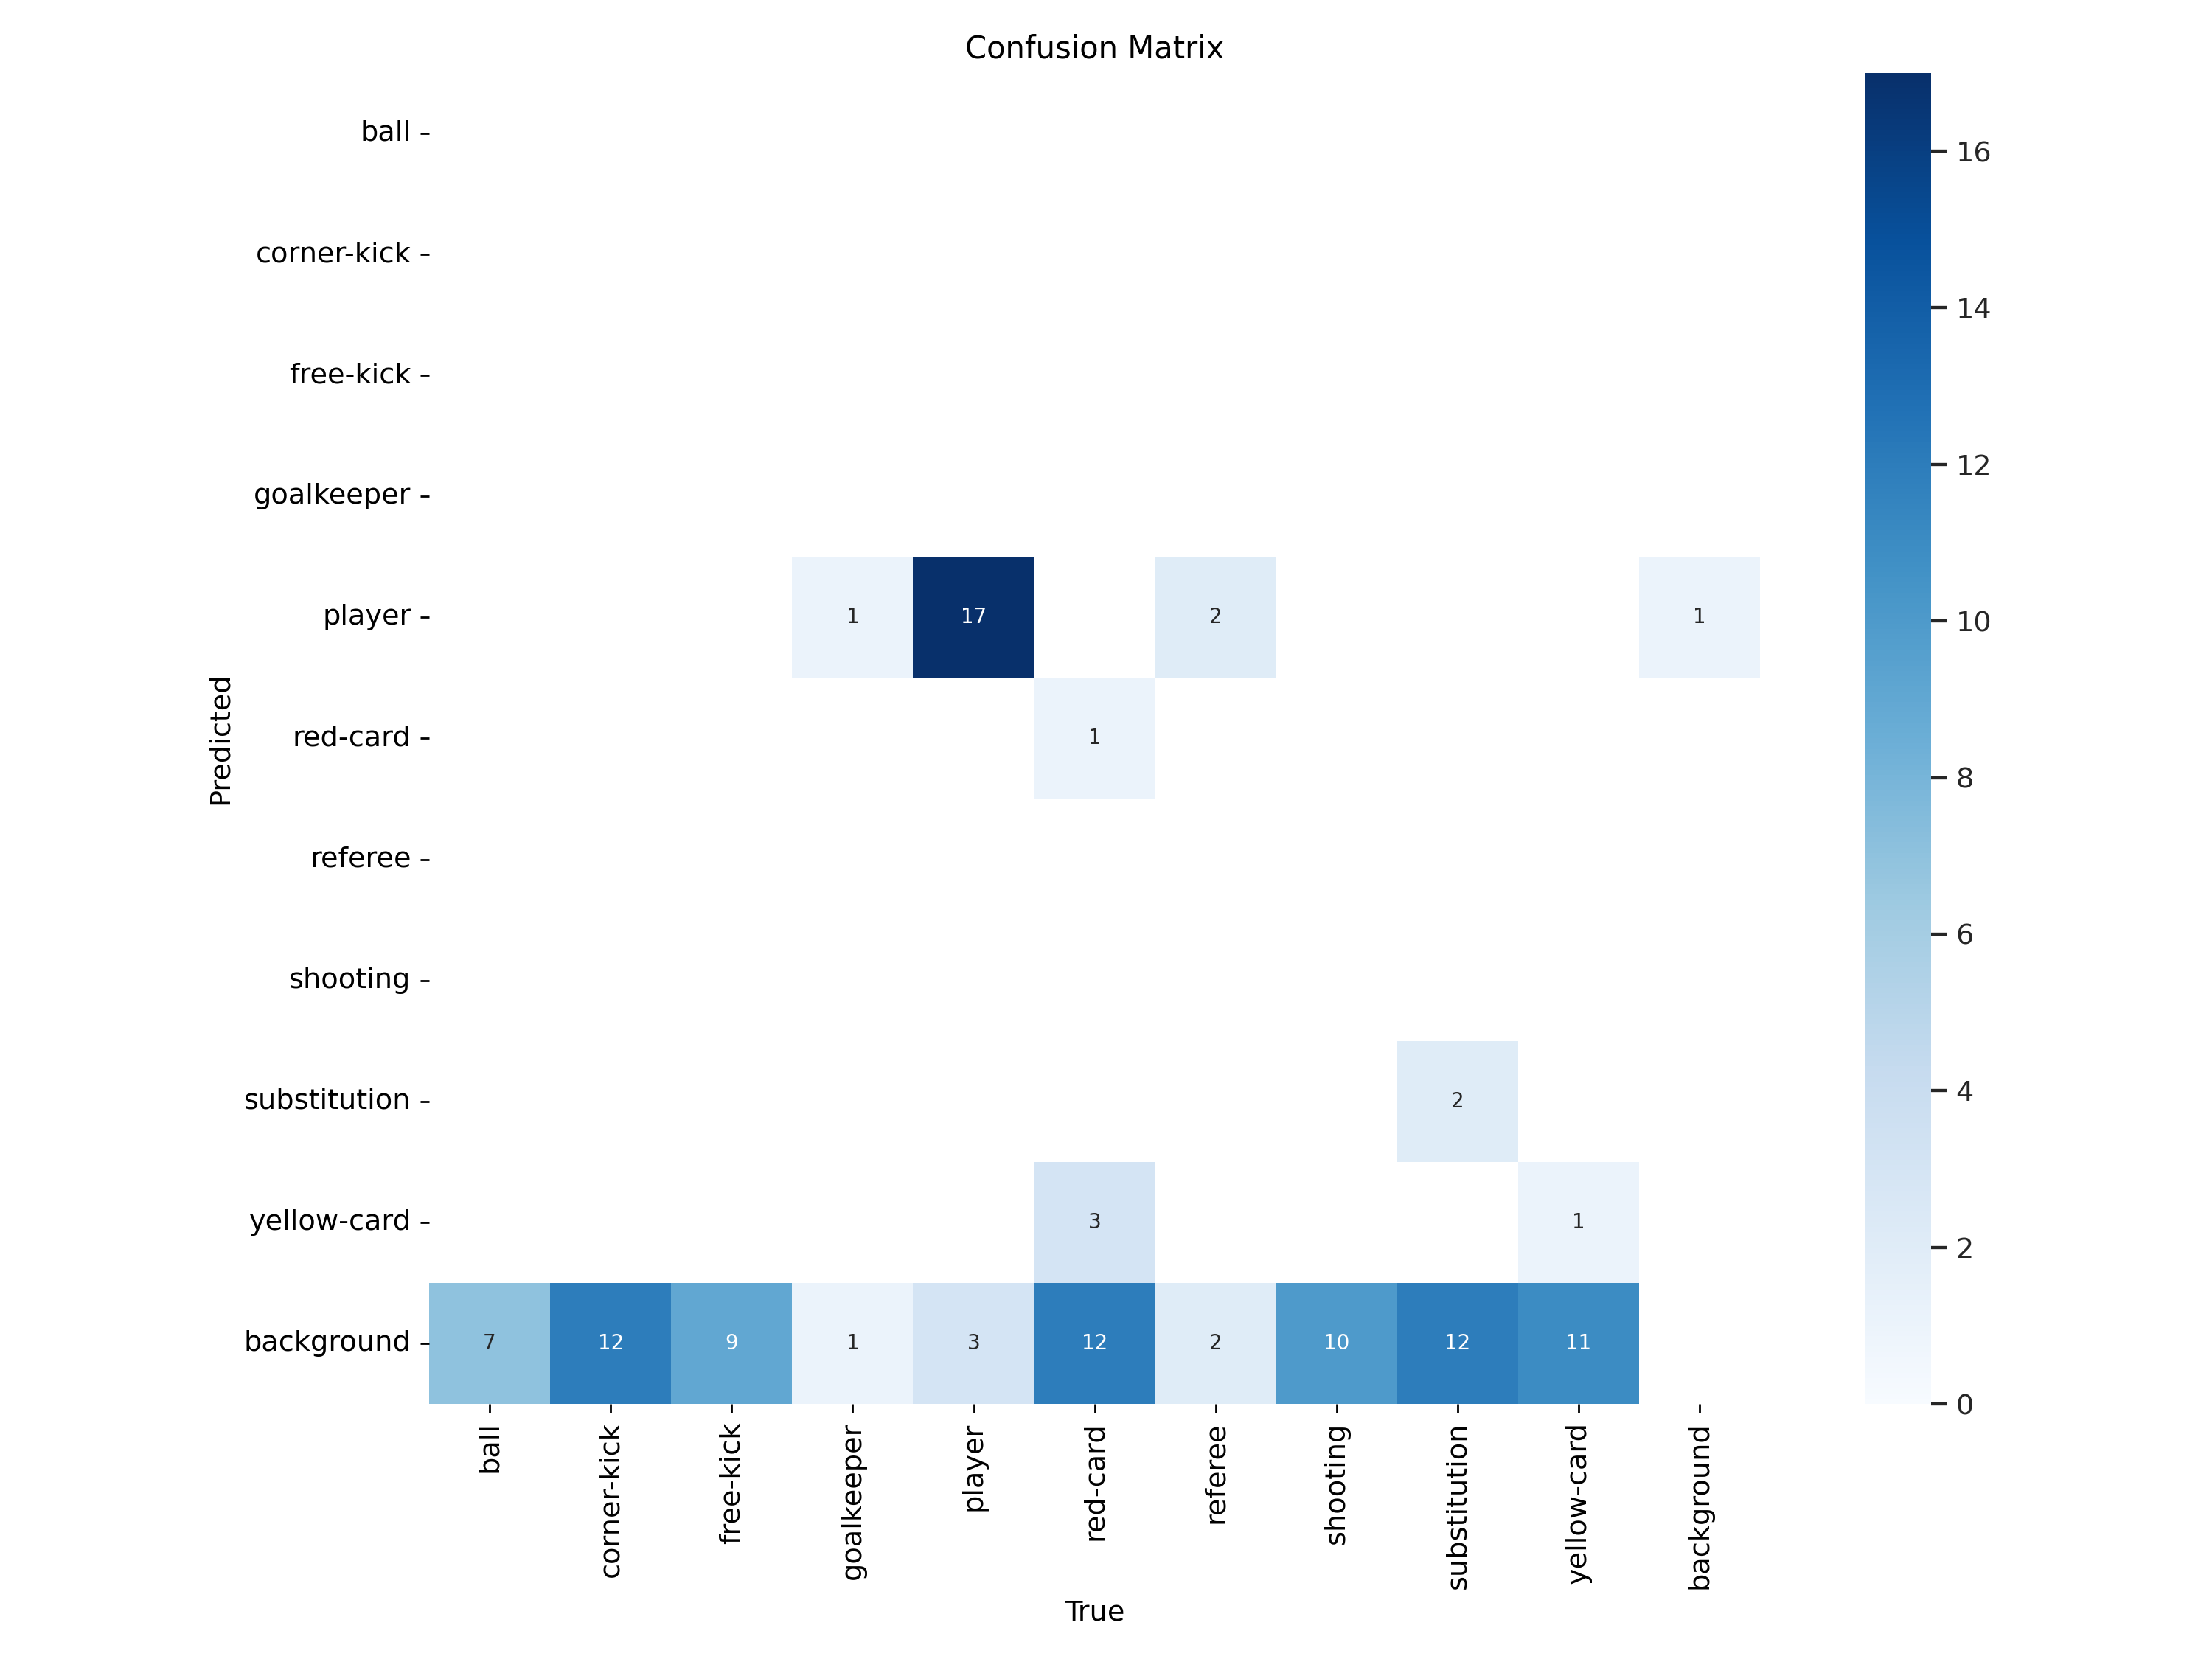 Confusion Matrix
ball
corner-kick
free-kick
goalkeeper
player 1 17 2 1
red-card 1
referee
shooting
substitution 2
yellow-card 3 1
background 7 12 9 1 3 12 2 10 12 11
Predicted
ball corner-kick free-kick goalkeeper player red-card referee shooting substitution yellow-card background
True
16
14
12
10
8
6
4
2
0